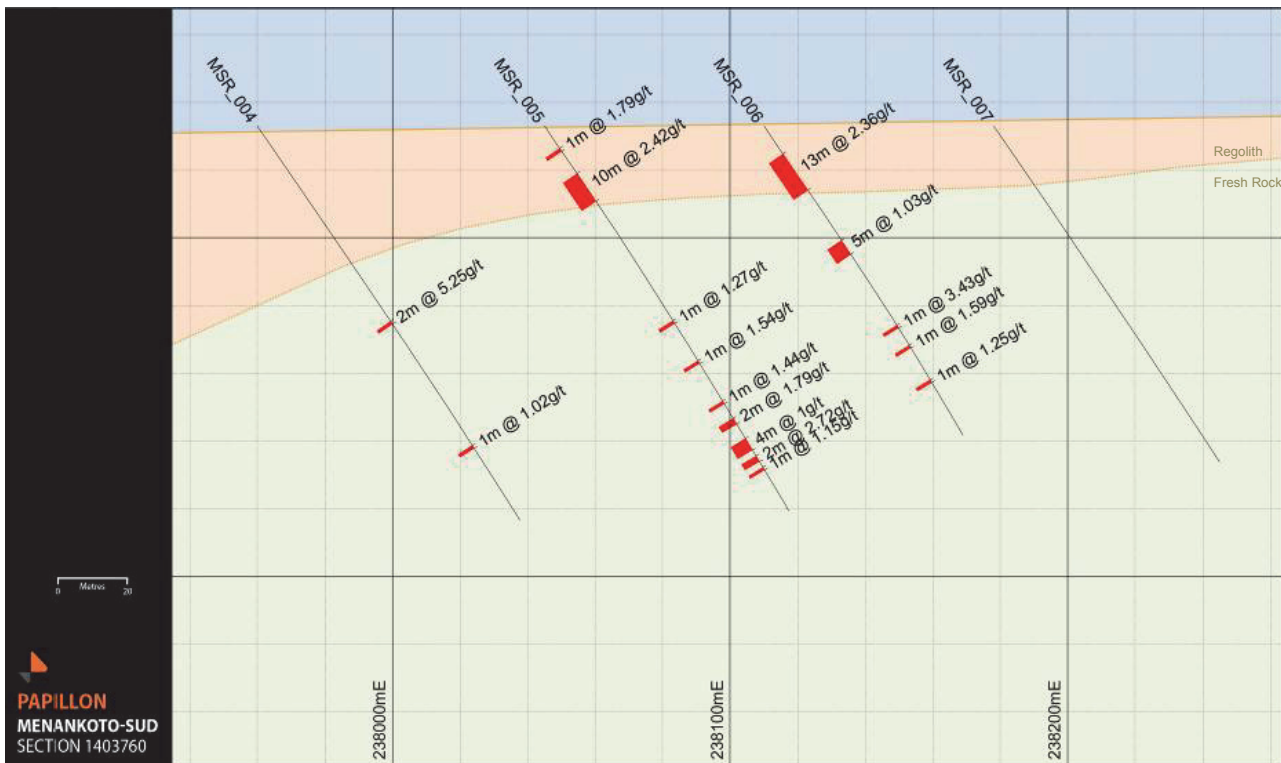 MSR_004
MSR_005
MSR_006
MSR_007
1m @ 1.79g/t
10m @ 2.42g/t
13m @ 2.36g/t
Regolith
Fresh Rock
5m @ 1.03g/t
2m @ 5.25g/t
1m @ 1.27g/t
1m @ 3.43g/t
1m @ 1.54g/t
1m @ 1.59g/t
1m @ 1.25g/t
1m @ 1.44g/t
2m @ 1.79g/t
1m @ 1.02g/t
4m @ 1g/t
2m @ 2.72g/t
1m @ 1.15g/t
Metres
0 20
PAPILLON
MENANKOTO-SUD
SECTION 1403760
238000mE
238100mE
238200mE